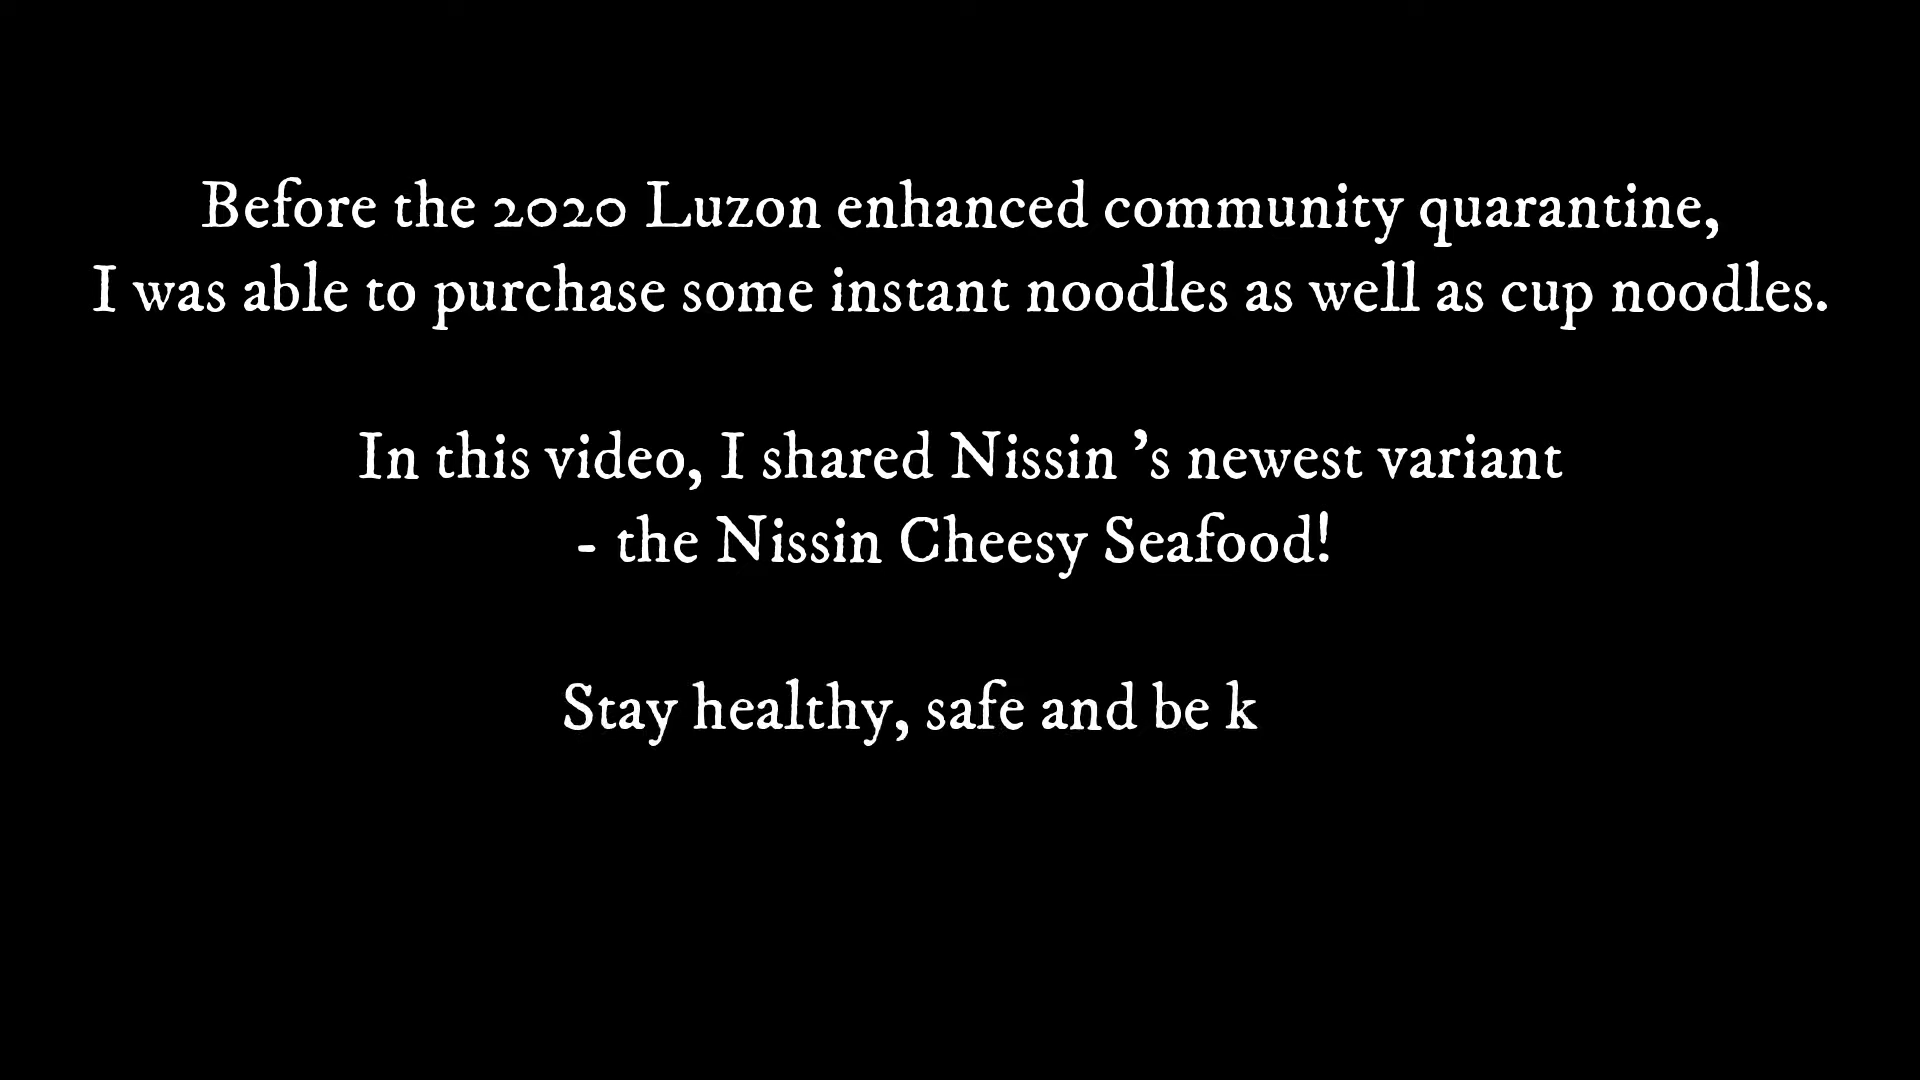 Before the 2020 Luzon enhanced community quarantine,
I was able to purchase some instant noodles as well as cup noodles.
In this video, I shared Nissin 's newest variant
- the Nissin Cheesy Seafood!
Stay healthy, safe and be k